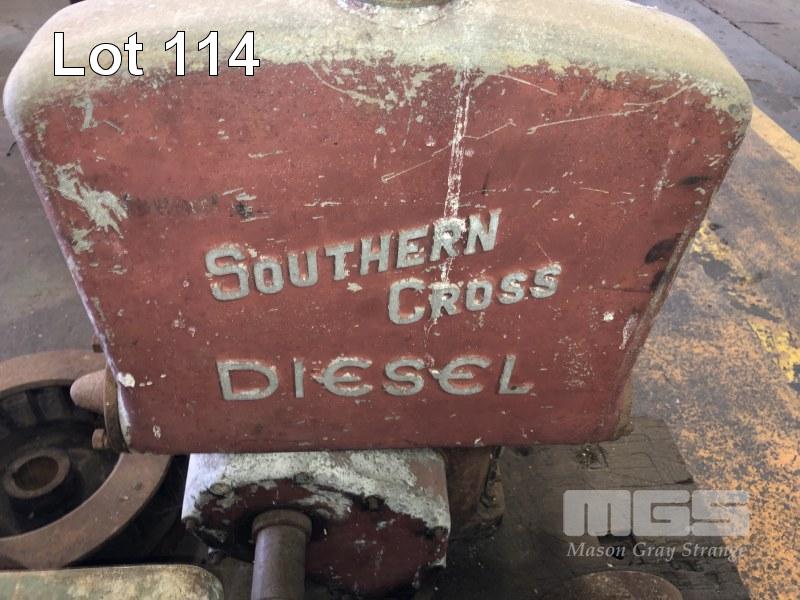 Lot 114
SOUTHERN
CROSS
DIESEL
MGS
Mason Gray Strange